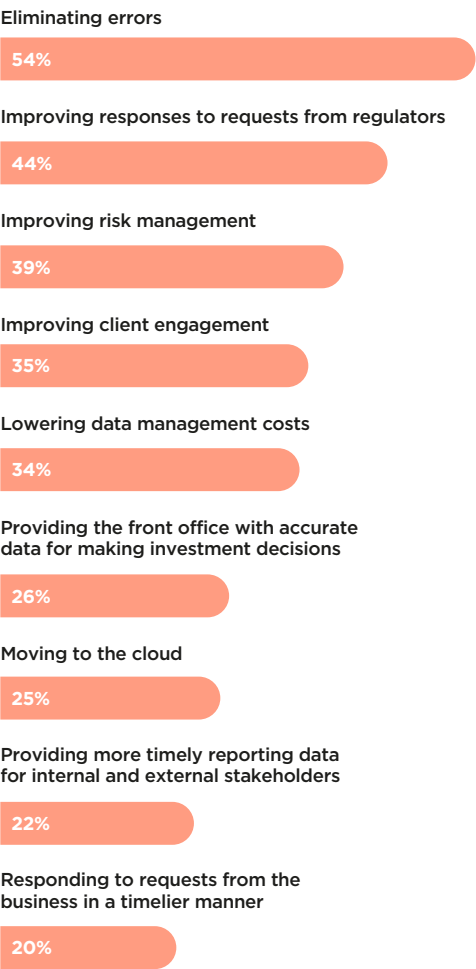 Eliminating errors
54%
Improving responses to requests from regulators
44%
Improving risk management
39%
Improving client engagement
35%
Lowering data management costs
34%
Providing the front office with accurate
data for making investment decisions
26%
Moving to the cloud
25%
Providing more timely reporting data
for internal and external stakeholders
22%
Responding to requests from the
business in a timelier manner
20%